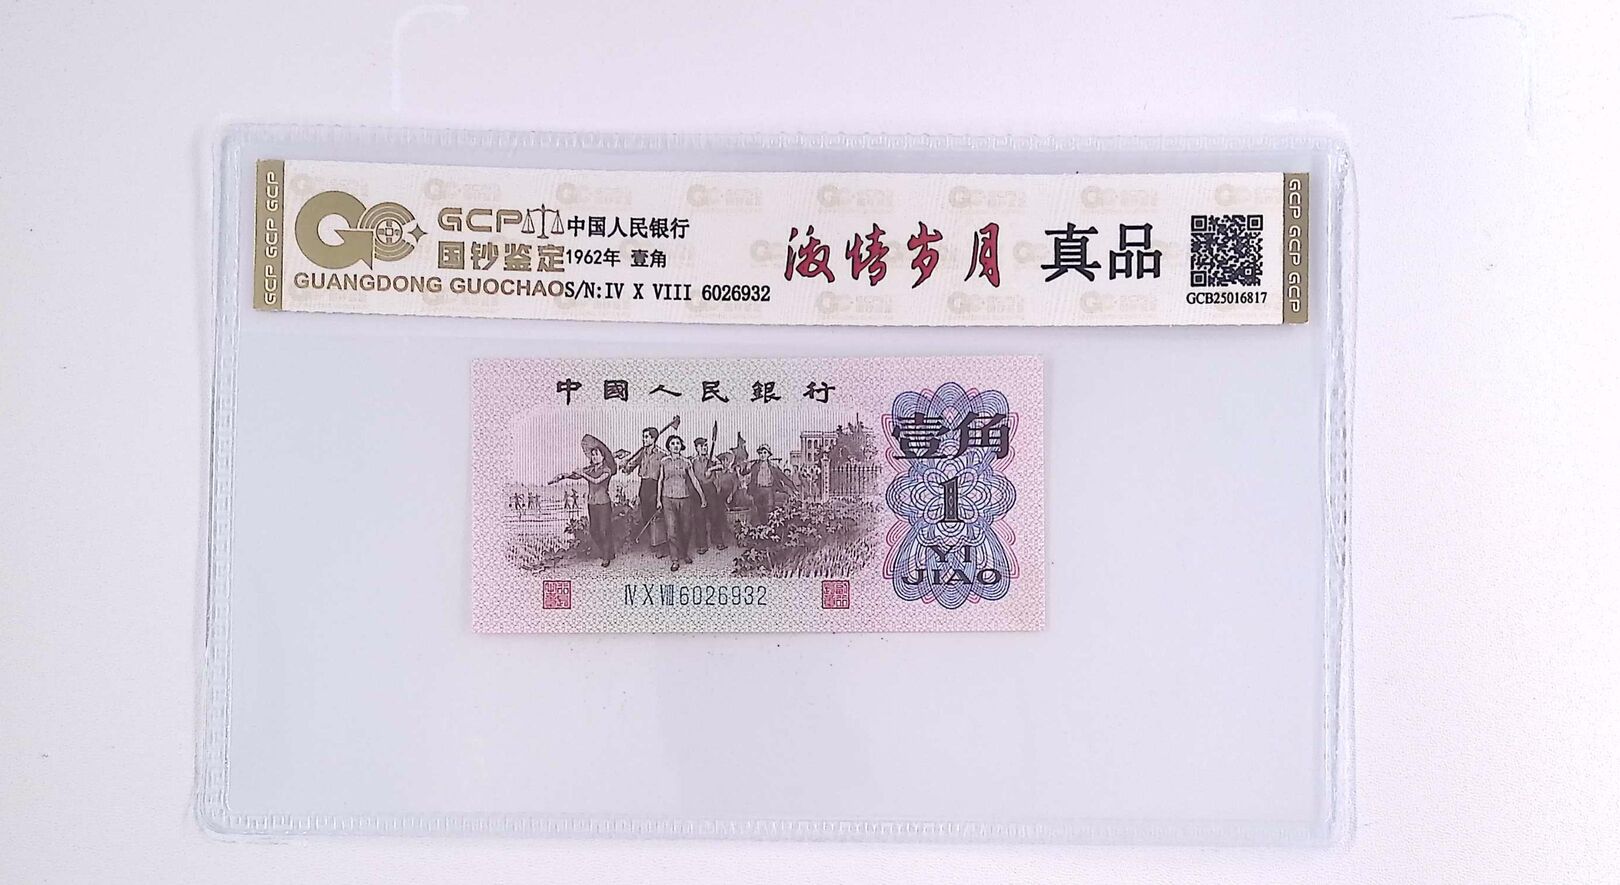 GCP GCP GCP
GCP
国钞鉴定
GUANGDONG GUOCHAO
中国人民银行
1962年 壹角
S/N:IV X VIII 6026932
激情岁月
真品
GCB25016817
GCP GCP GCP
中國人民銀行
壹角
1
YI
JIAO
IV X VIII 6026932